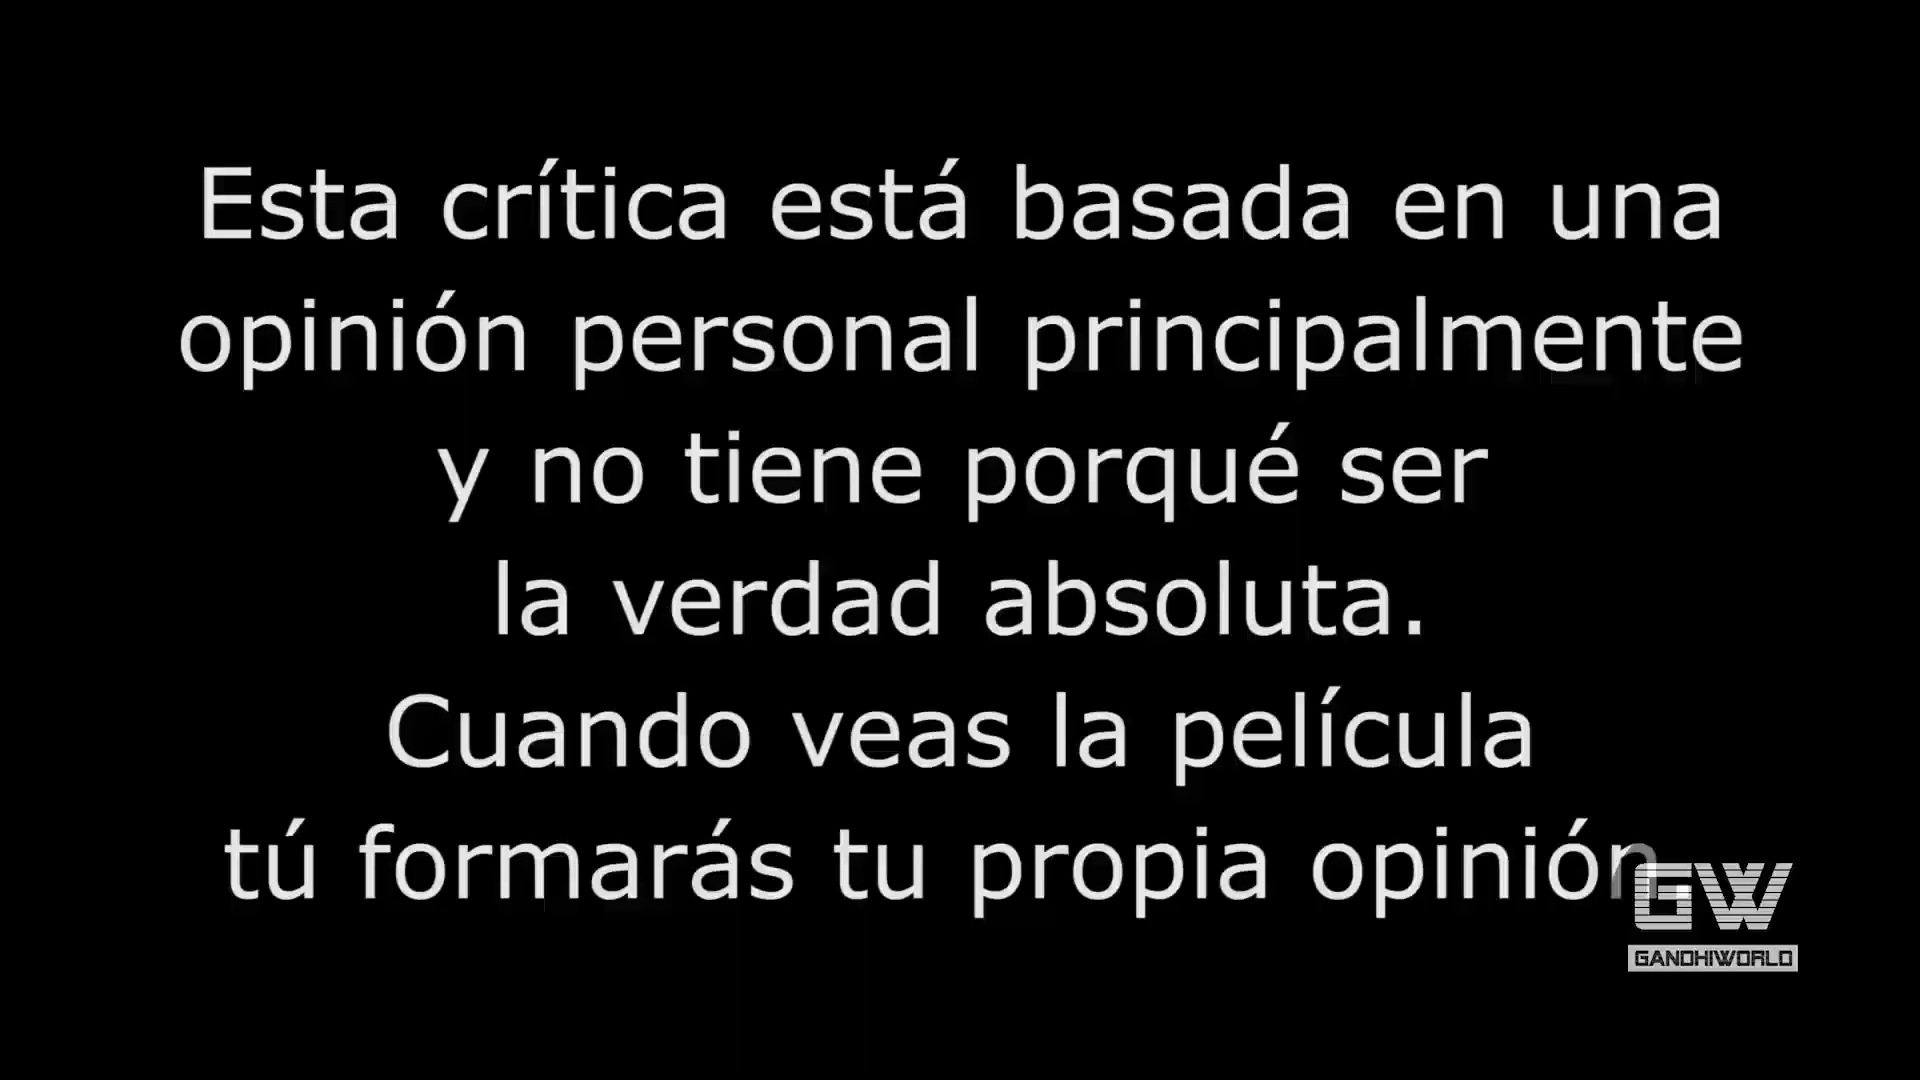 Esta crítica está basada en una
opinión personal principalmente
y no tiene porqué ser
la verdad absoluta.
Cuando veas la película
tú formarás tu propia opinión
GW
GANDHIWORLD